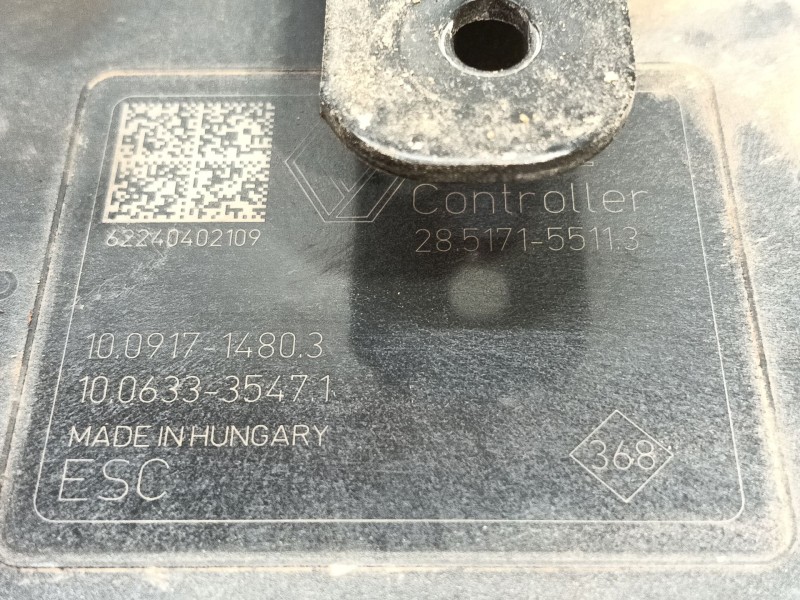 Controller
62240402109
28.5171-5511.3
10.0917-1480.3
10.0633-3547.1
MADE IN HUNGARY
368
ESC